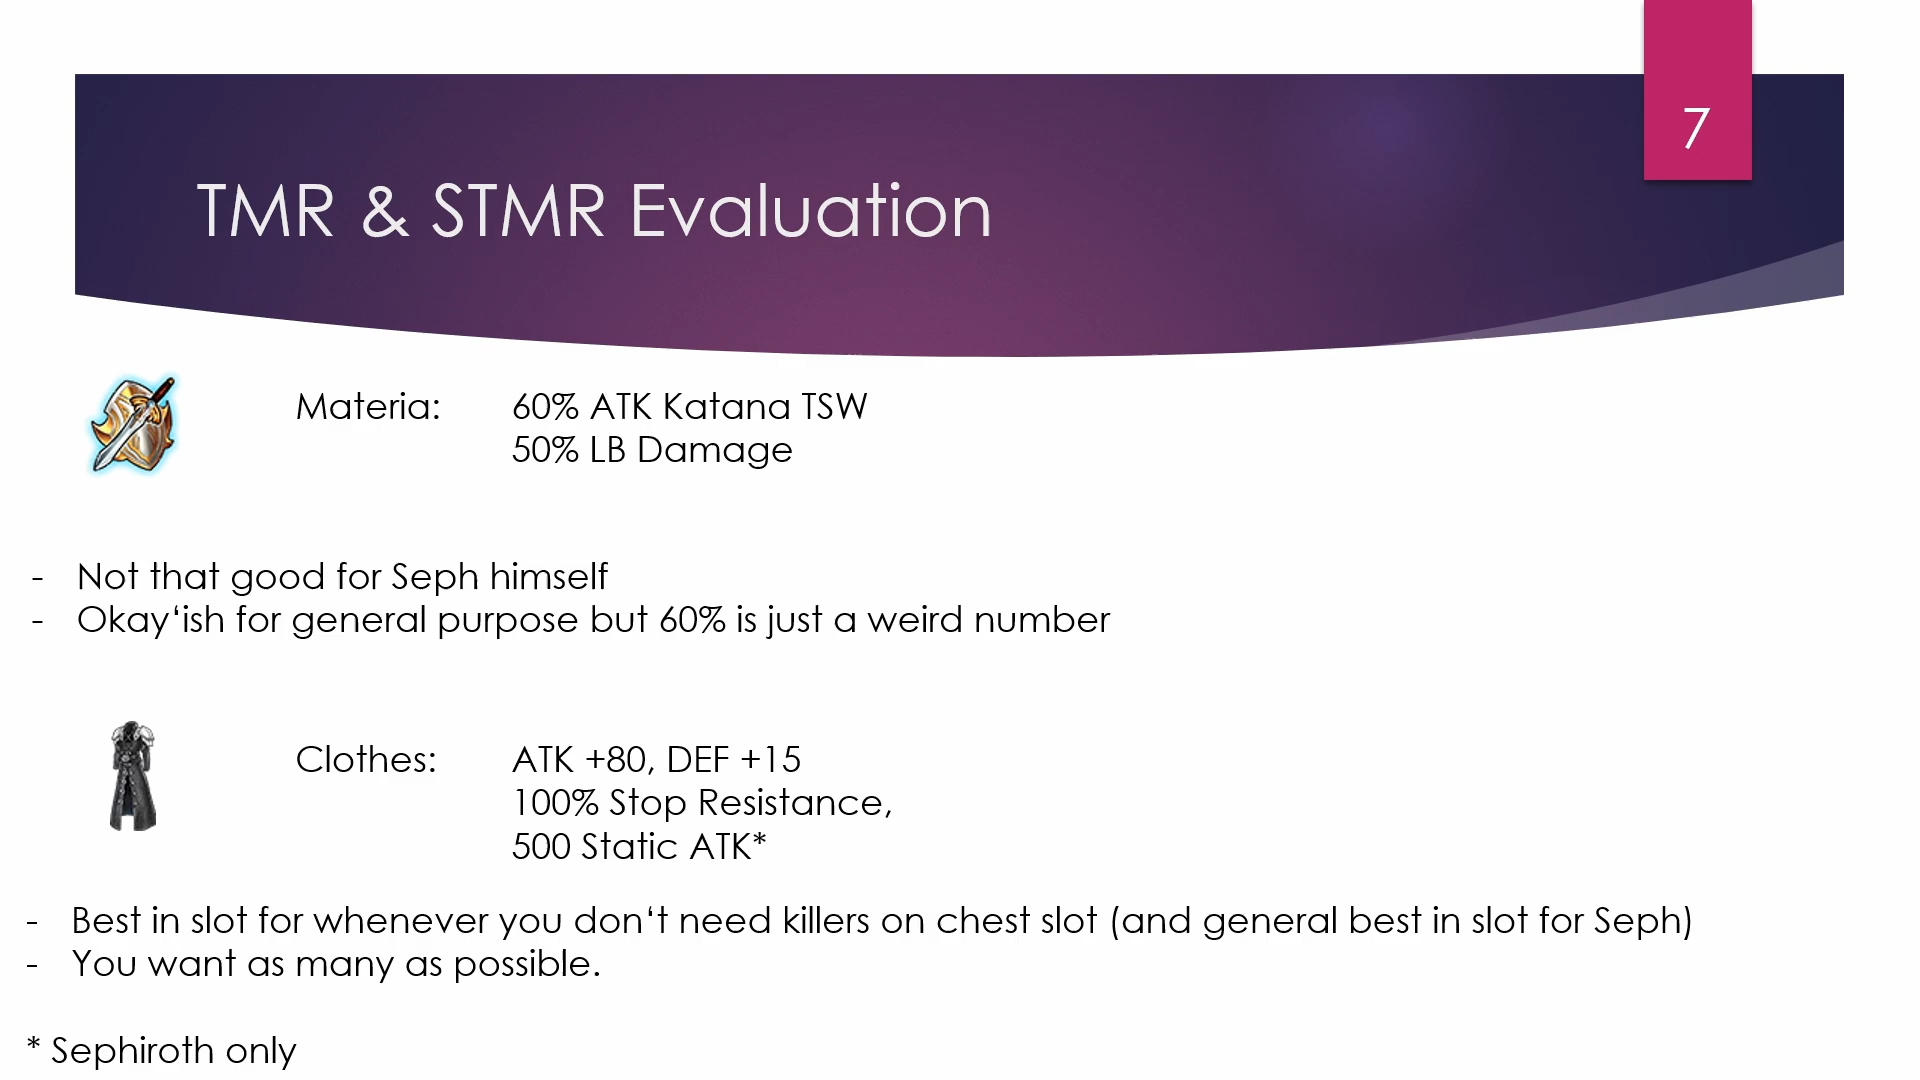 7
TMR & STMR Evaluation
Materia: 60% ATK Katana TSW
50% LB Damage
- Not that good for Seph himself
- Okay‘ish for general purpose but 60% is just a weird number
Clothes: ATK +80, DEF +15
100% Stop Resistance,
500 Static ATK*
- Best in slot for whenever you don‘t need killers on chest slot (and general best in slot for Seph)
- You want as many as possible.
* Sephiroth only